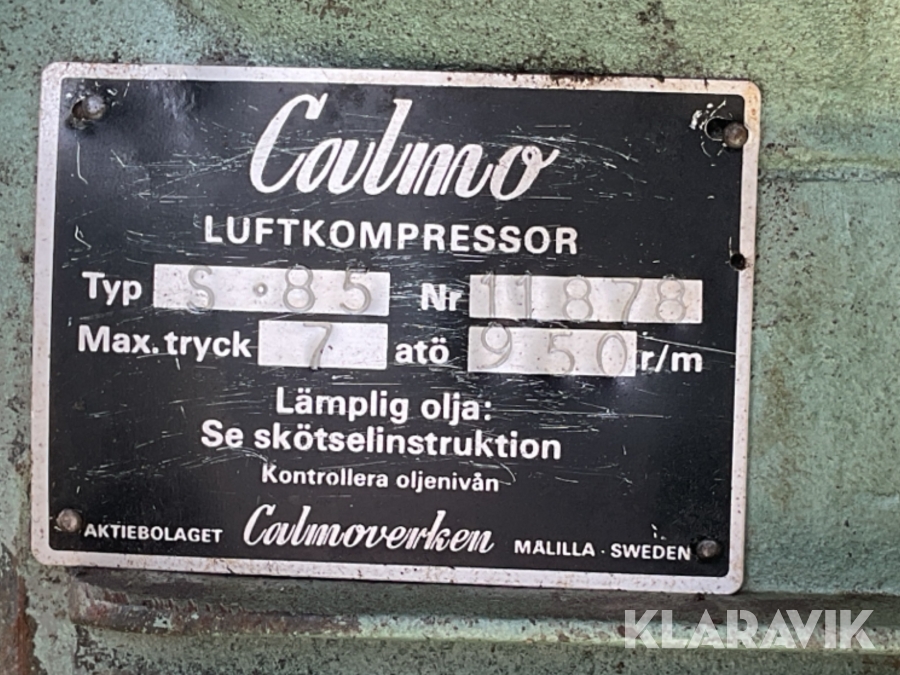 Calmo
LUFTKOMPRESSOR
Typ S·85 Nr 11878
Max. tryck 7 atö 950 r/m
Lämplig olja:
Se skötselinstruktion
Kontrollera oljenivån
AKTIEBOLAGET Calmoverken MALILLA · SWEDEN
KLARAVIK